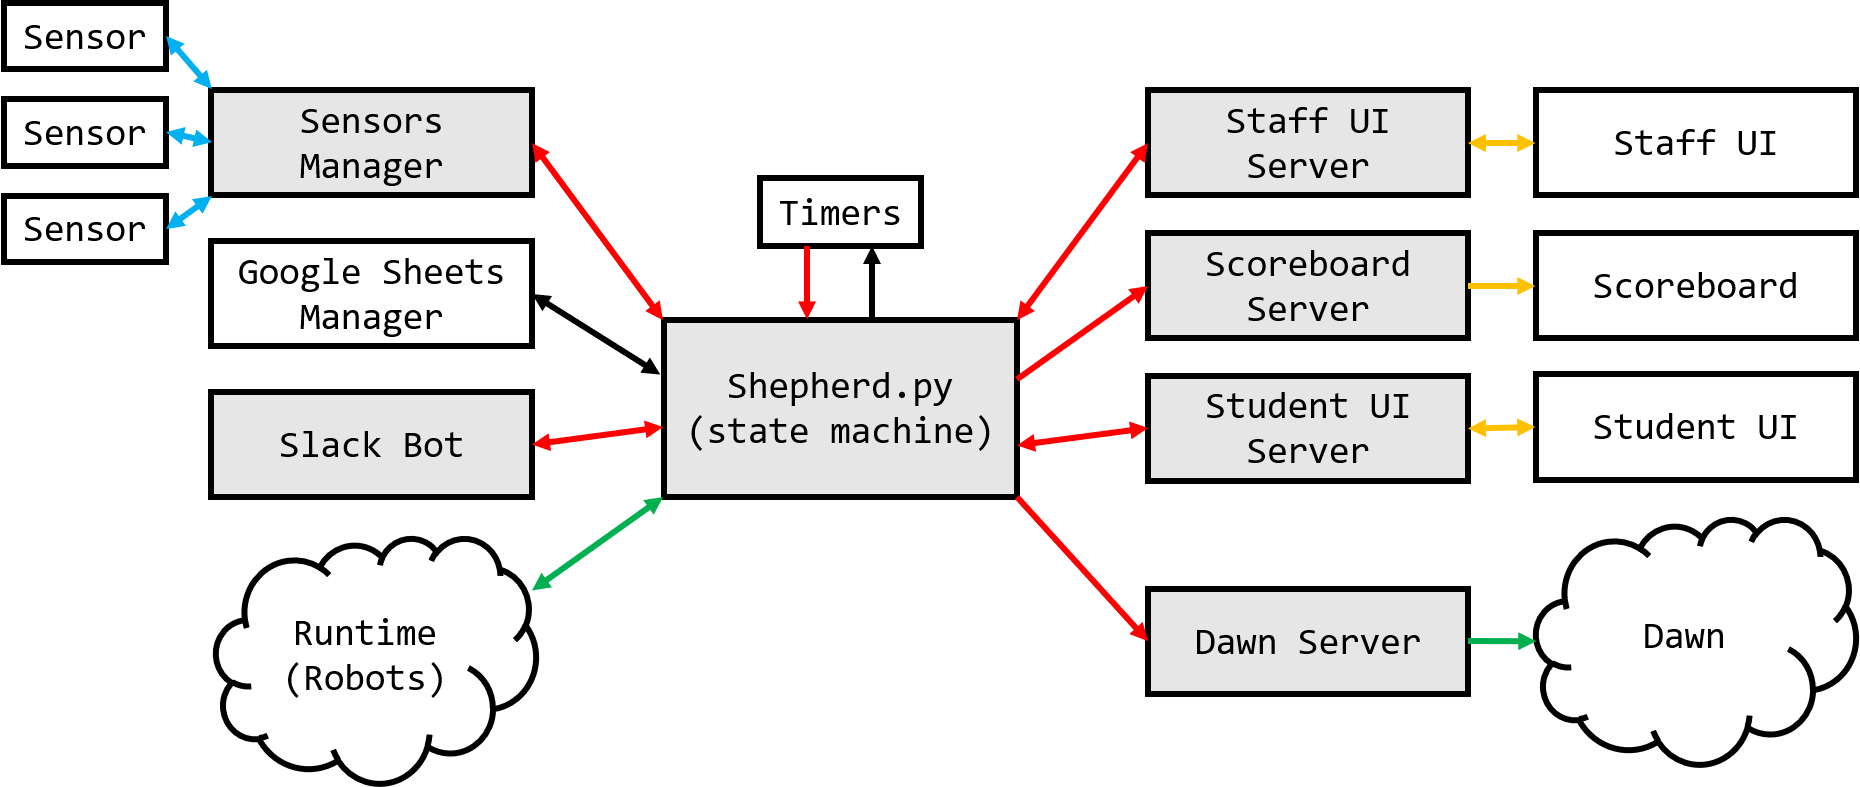 Sensor
Sensor
Sensor
Sensors
Manager
Google Sheets
Manager
Slack Bot
Runtime
(Robots)
Timers
Shepherd.py
(state machine)
Staff UI
Server
Staff UI
Scoreboard
Server
Scoreboard
Student UI
Server
Student UI
Dawn Server
Dawn